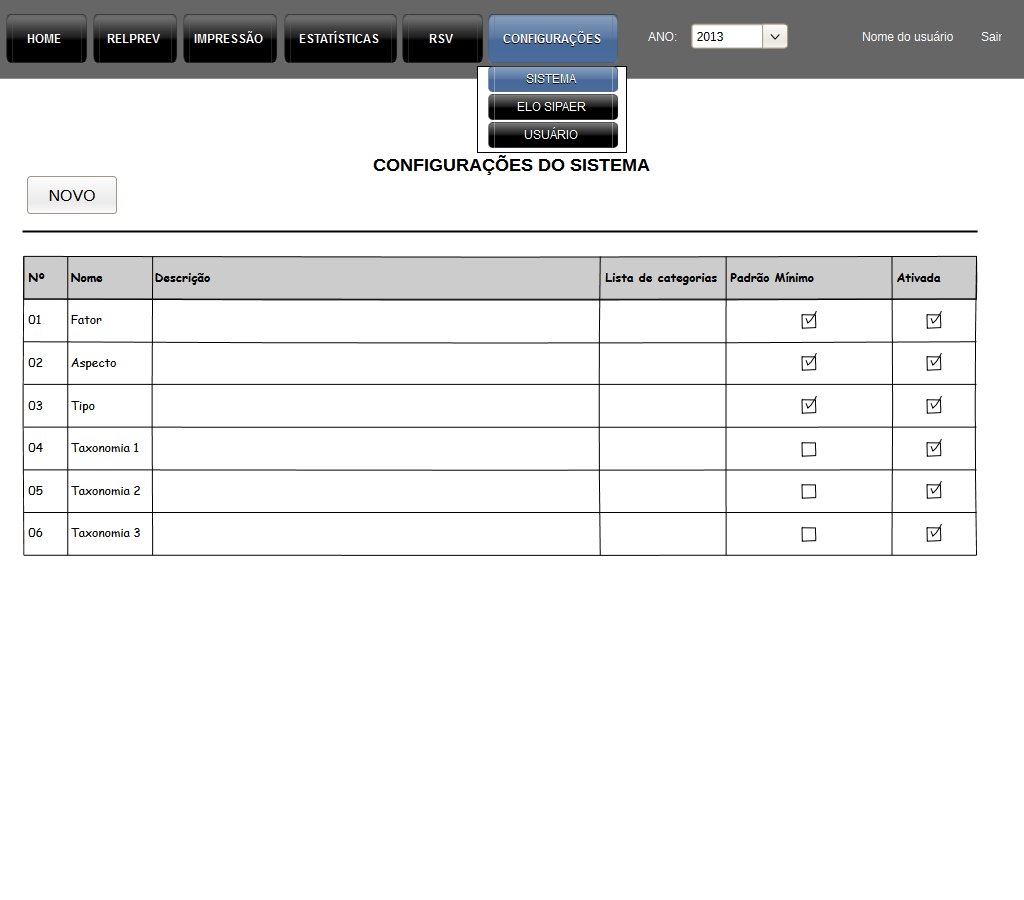 HOME RELPREV IMPRESSÃO ESTATÍSTICAS RSV CONFIGURAÇÕES ANO: 2013 Nome do usuário Sair
SISTEMA
ELO SIPAER
USUÁRIO
CONFIGURAÇÕES DO SISTEMA
NOVO
Nº Nome Descrição Lista de categorias Padrão Mínimo Ativada
01 Fator
02 Aspecto
03 Tipo
04 Taxonomia 1
05 Taxonomia 2
06 Taxonomia 3